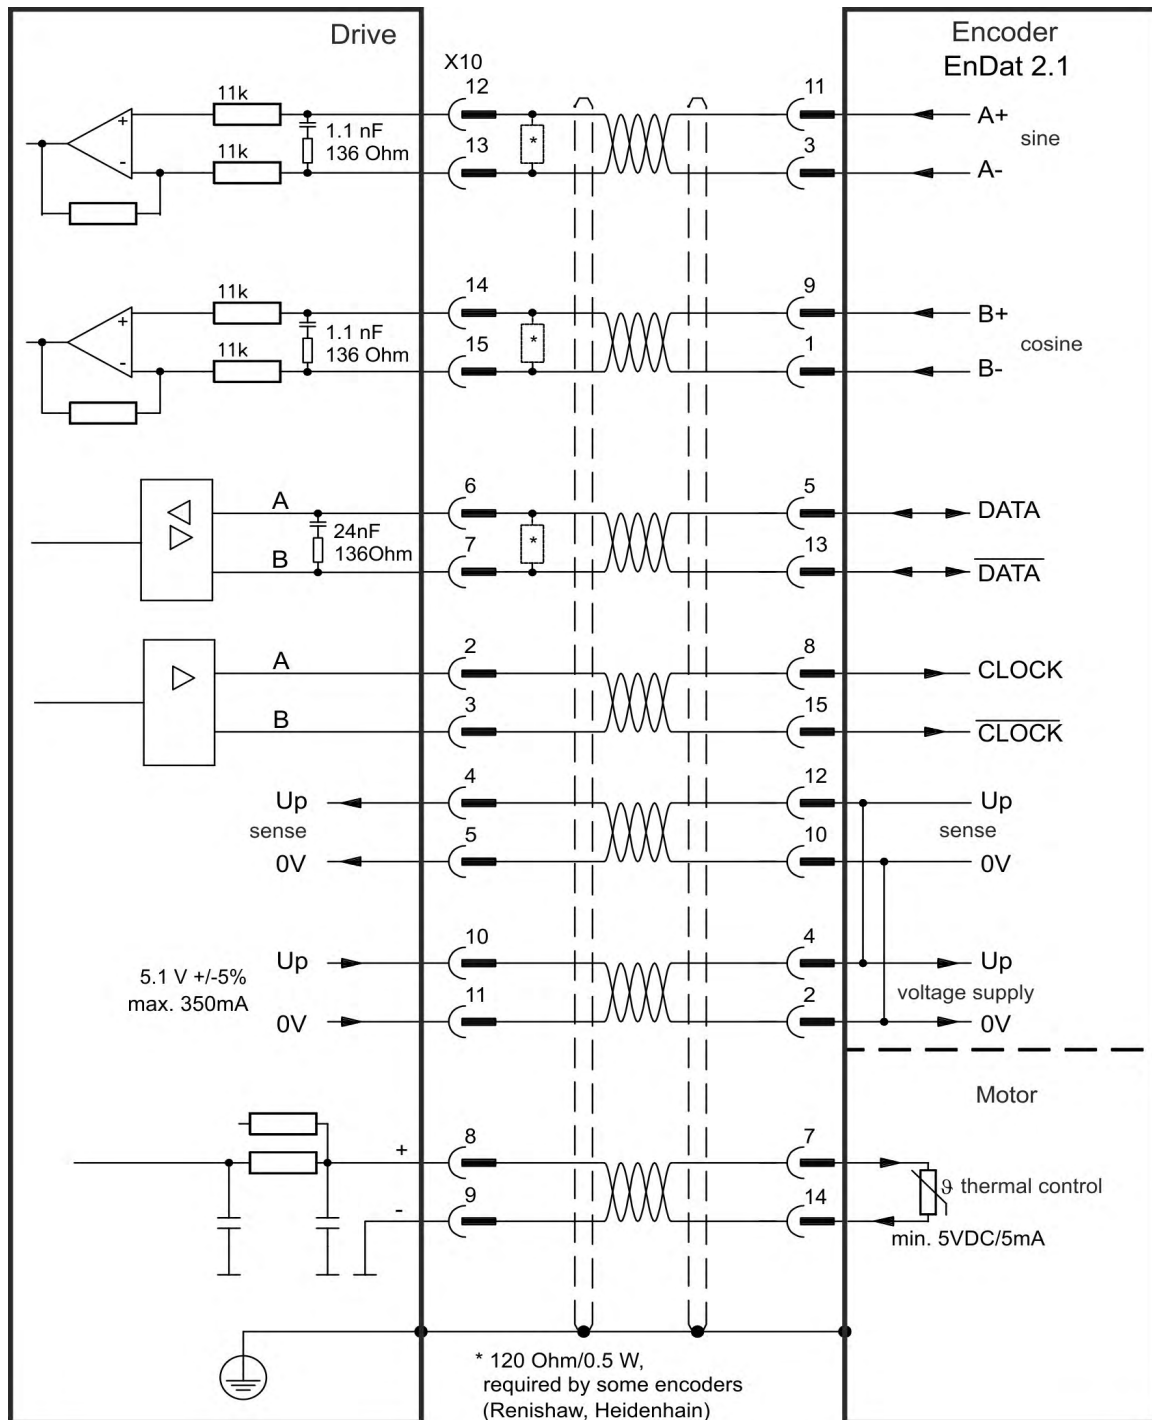 Drive
Encoder
EnDat 2.1
X10
12
11
11k
+
1.1 nF
136 Ohm
*
A+
sine
13
3
11k
-
A-
14
9
11k
+
1.1 nF
136 Ohm
*
B+
cosine
15
1
11k
-
B-
6
5
A
DATA
24nF
136Ohm
*
7
13
B
DATA
2
8
A
CLOCK
3
15
B
CLOCK
4
12
Up
Up
sense
sense
5
10
0V
0V
10
4
Up
Up
5.1 V +/-5%
max. 350mA
voltage supply
11
2
0V
0V
Motor
8
7
+
ϑ thermal control
9
14
-
min. 5VDC/5mA
* 120 Ohm/0.5 W,
required by some encoders
(Renishaw, Heidenhain)